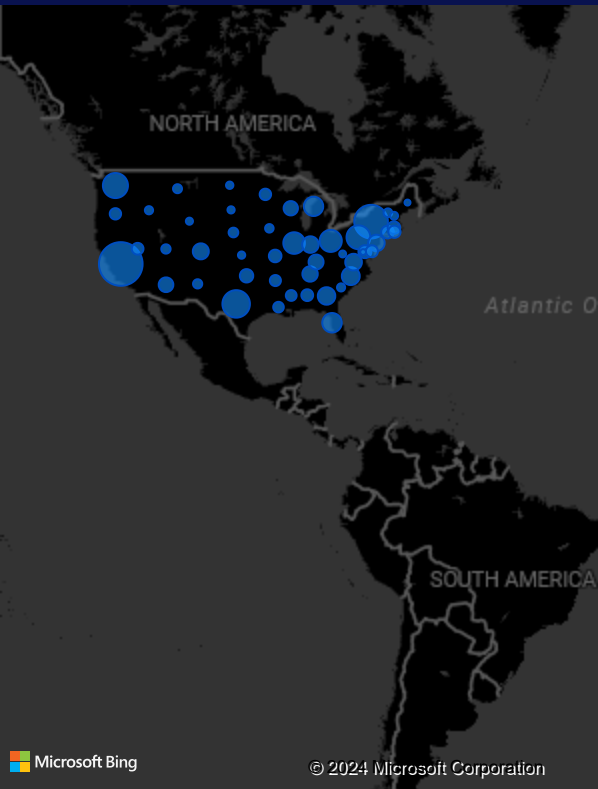 NORTH AMERICA
Atlantic O
SOUTH AMERICA
Microsoft Bing
© 2024 Microsoft Corporation